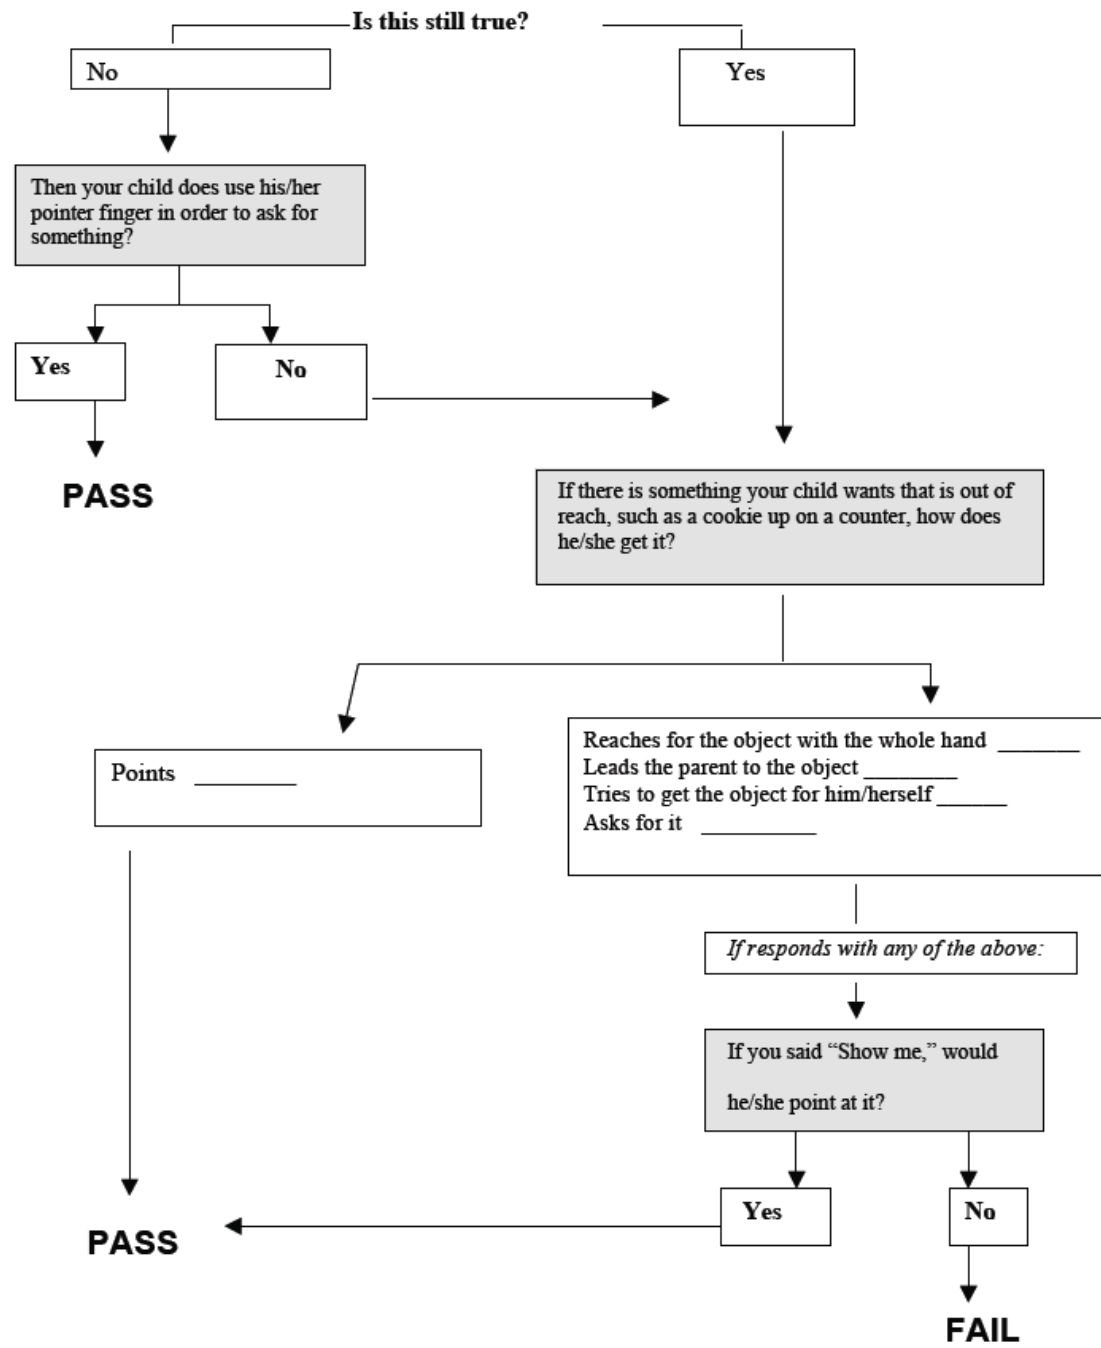 Is this still true?
No
Yes
Then your child does use his/her
pointer finger in order to ask for
something?
Yes
No
PASS
If there is something your child wants that is out of
reach, such as a cookie up on a counter, how does
he/she get it?
Points ________
Reaches for the object with the whole hand _______
Leads the parent to the object ________
Tries to get the object for him/herself ______
Asks for it __________
If responds with any of the above:
If you said “Show me,” would
he/she point at it?
Yes
No
PASS
FAIL